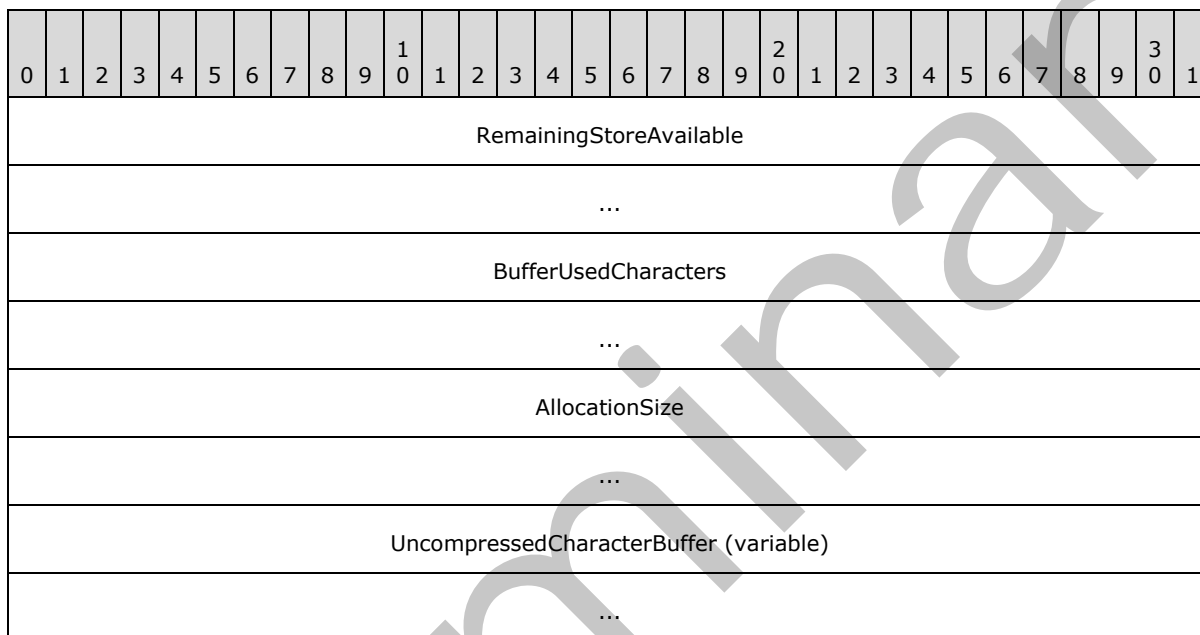 1 2 3
0 1 2 3 4 5 6 7 8 9 0 1 2 3 4 5 6 7 8 9 0 1 2 3 4 5 6 7 8 9 0 1
RemainingStoreAvailable
...
BufferUsedCharacters
...
AllocationSize
...
UncompressedCharacterBuffer (variable)
...
minar